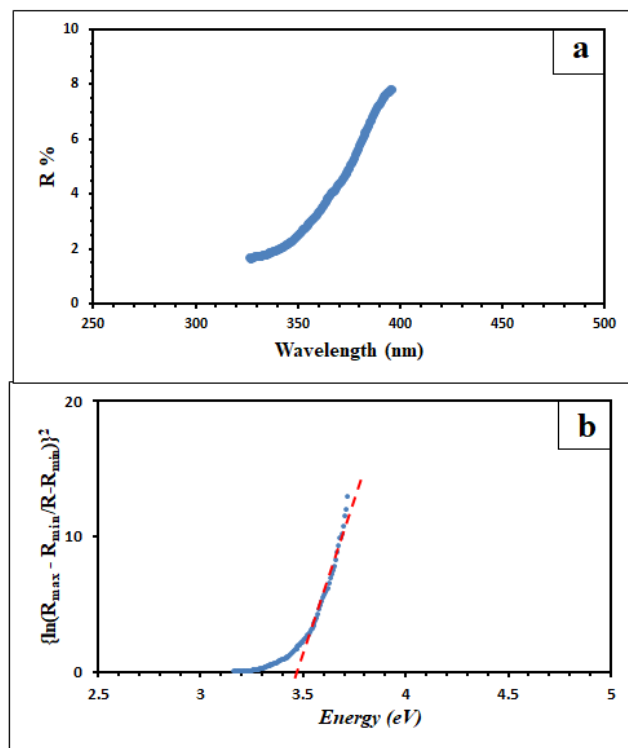 a
10
8
6
4
2
0
250 300 350 400 450 500
R %
Wavelength (nm)
b
20
10
0
2.5 3 3.5 4 4.5 5
{ln(Rmax - Rmin/R-Rmin)}2
Energy (eV)